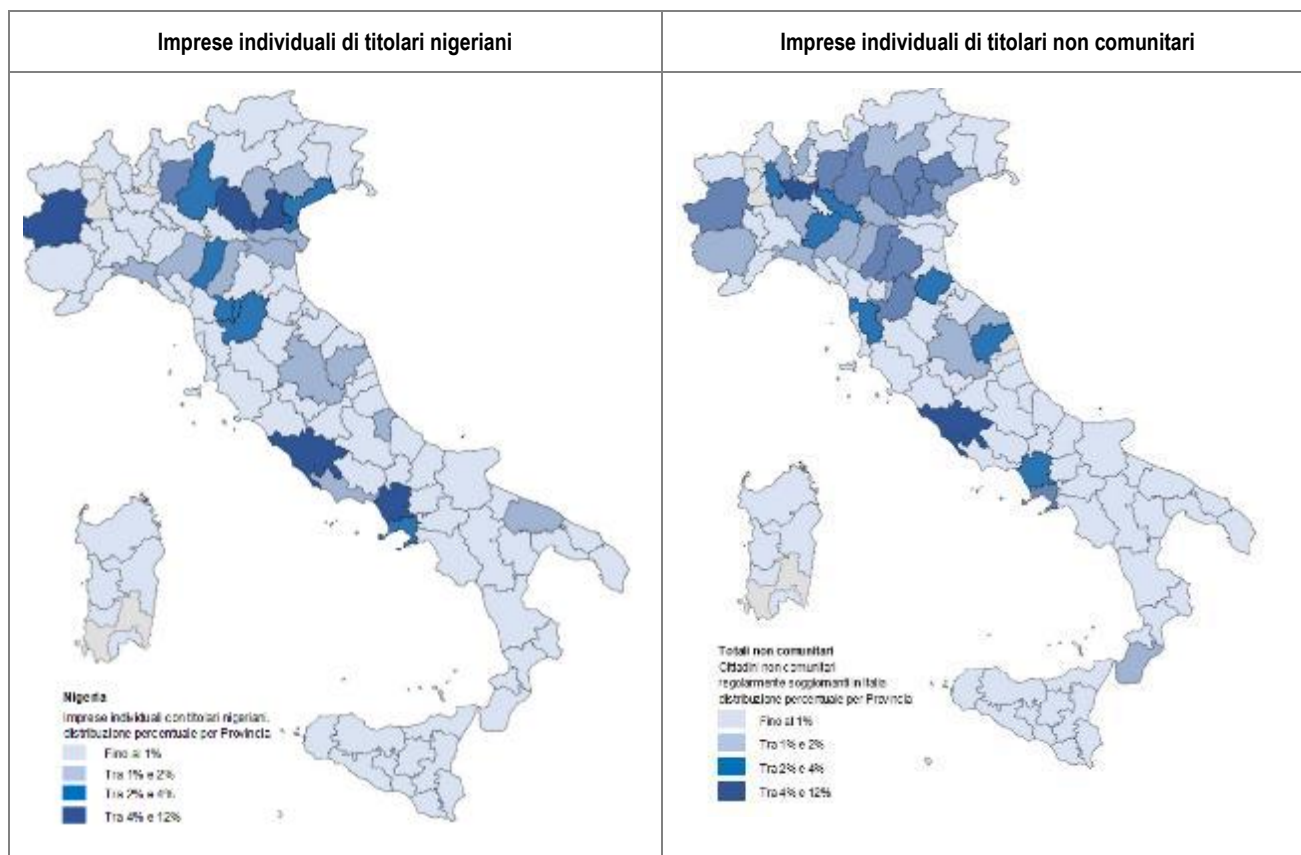 Imprese individuali di titolari nigeriani
Imprese individuali di titolari non comunitari
Nigeria
Imprese individuali con titolari nigeriani,
distribuzione percentuale per Provincia
Fino al 1%
Tra 1% e 2%
Tra 2% e 4%
Tra 4% e 12%
Totali non comunitari
Cittadini non comunitari
regolarmente soggiornanti in Italia
distribuzione percentuale per Provincia
Fino al 1%
Tra 1% e 2%
Tra 2% e 4%
Tra 4% e 12%